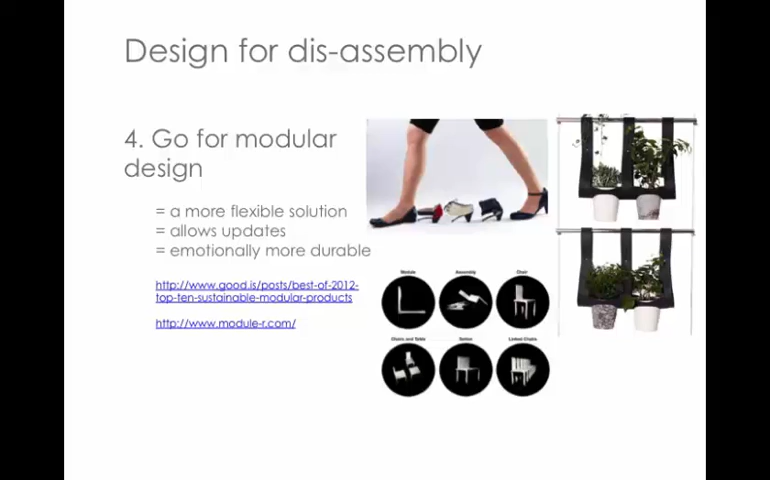 Design for dis-assembly
4. Go for modular
design
= a more flexible solution
= allows updates
= emotionally more durable
http://www.good.is/posts/best-of-2012-
top-ten-sustainable-modular-products
http://www.module-r.com/
Module
Assembly
Chair
Chairs and Table
Settee
Linked Chairs